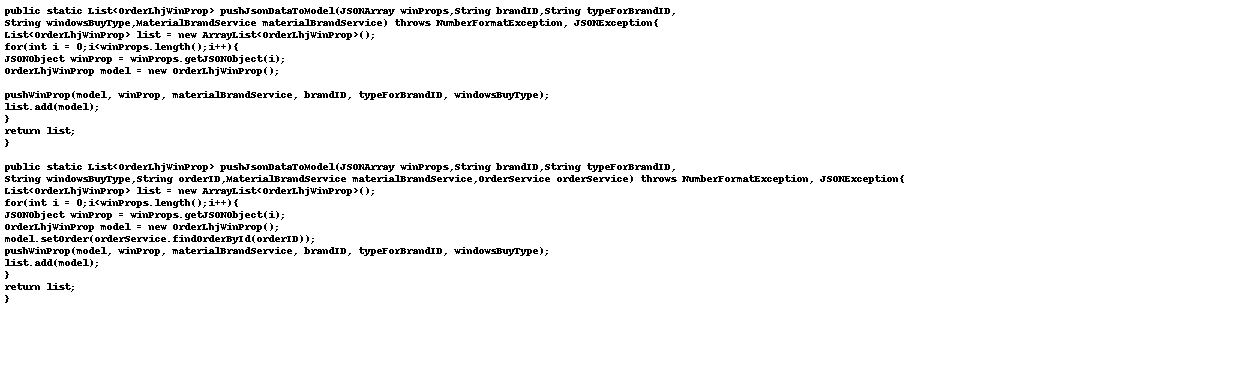 public static List<OrderLhjWinProp> pushJsonDataToModel(JSONArray winProps,String brandID,String typeForBrandID,
String windowsBuyType,MaterialBrandService materialBrandService) throws NumberFormatException, JSONException{
List<OrderLhjWinProp> list = new ArrayList<OrderLhjWinProp>();
for(int i = 0;i<winProps.length();i++){
JSONObject winProp = winProps.getJSONObject(i);
OrderLhjWinProp model = new OrderLhjWinProp();

pushWinProp(model, winProp, materialBrandService, brandID, typeForBrandID, windowsBuyType);
list.add(model);
}
return list;
}

public static List<OrderLhjWinProp> pushJsonDataToModel(JSONArray winProps,String brandID,String typeForBrandID,
String windowsBuyType,String orderID,MaterialBrandService materialBrandService,OrderService orderService) throws NumberFormatException, JSONException{
List<OrderLhjWinProp> list = new ArrayList<OrderLhjWinProp>();
for(int i = 0;i<winProps.length();i++){
JSONObject winProp = winProps.getJSONObject(i);
OrderLhjWinProp model = new OrderLhjWinProp();
model.setOrder(orderService.findOrderById(orderID));
pushWinProp(model, winProp, materialBrandService, brandID, typeForBrandID, windowsBuyType);
list.add(model);
}
return list;
}